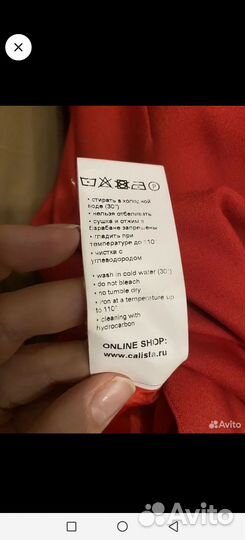 • стирать в холодной
воде (30°)
• нельзя отбеливать
• сушка и отжим в
барабане запрещены
• гладить при
температуре до 110°
• чистка с
углеводородом
• wash in cold water (30°)
• do not bleach
• no tumble dry
• iron at a temperature up
to 110°
• cleaning with
hydrocarbon
ONLINE SHOP:
www.calista.ru
Avito
Avito